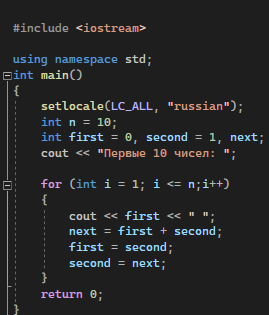 #include <iostream>
using namespace std;
int main()
{
setlocale(LC_ALL, "russian");
int n = 10;
int first = 0, second = 1, next;
cout << "Первые 10 чисел: ";
for (int i = 1; i <= n;i++)
{
cout << first << " ";
next = first + second;
first = second;
second = next;
}
return 0;
}